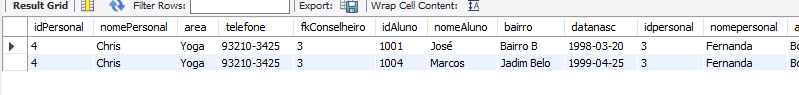 Result Grid Filter Rows: Export: Wrap Cell Content:
idPersonal nomePersonal area telefone fkConselheiro idAluno nomeAluno bairro datanasc idpersonal nomepersonal a
4 Chris Yoga 93210-3425 3 1001 José Bairro B 1998-03-20 3 Fernanda
4 Chris Yoga 93210-3425 3 1004 Marcos Jadim Belo 1999-04-25 3 Fernanda